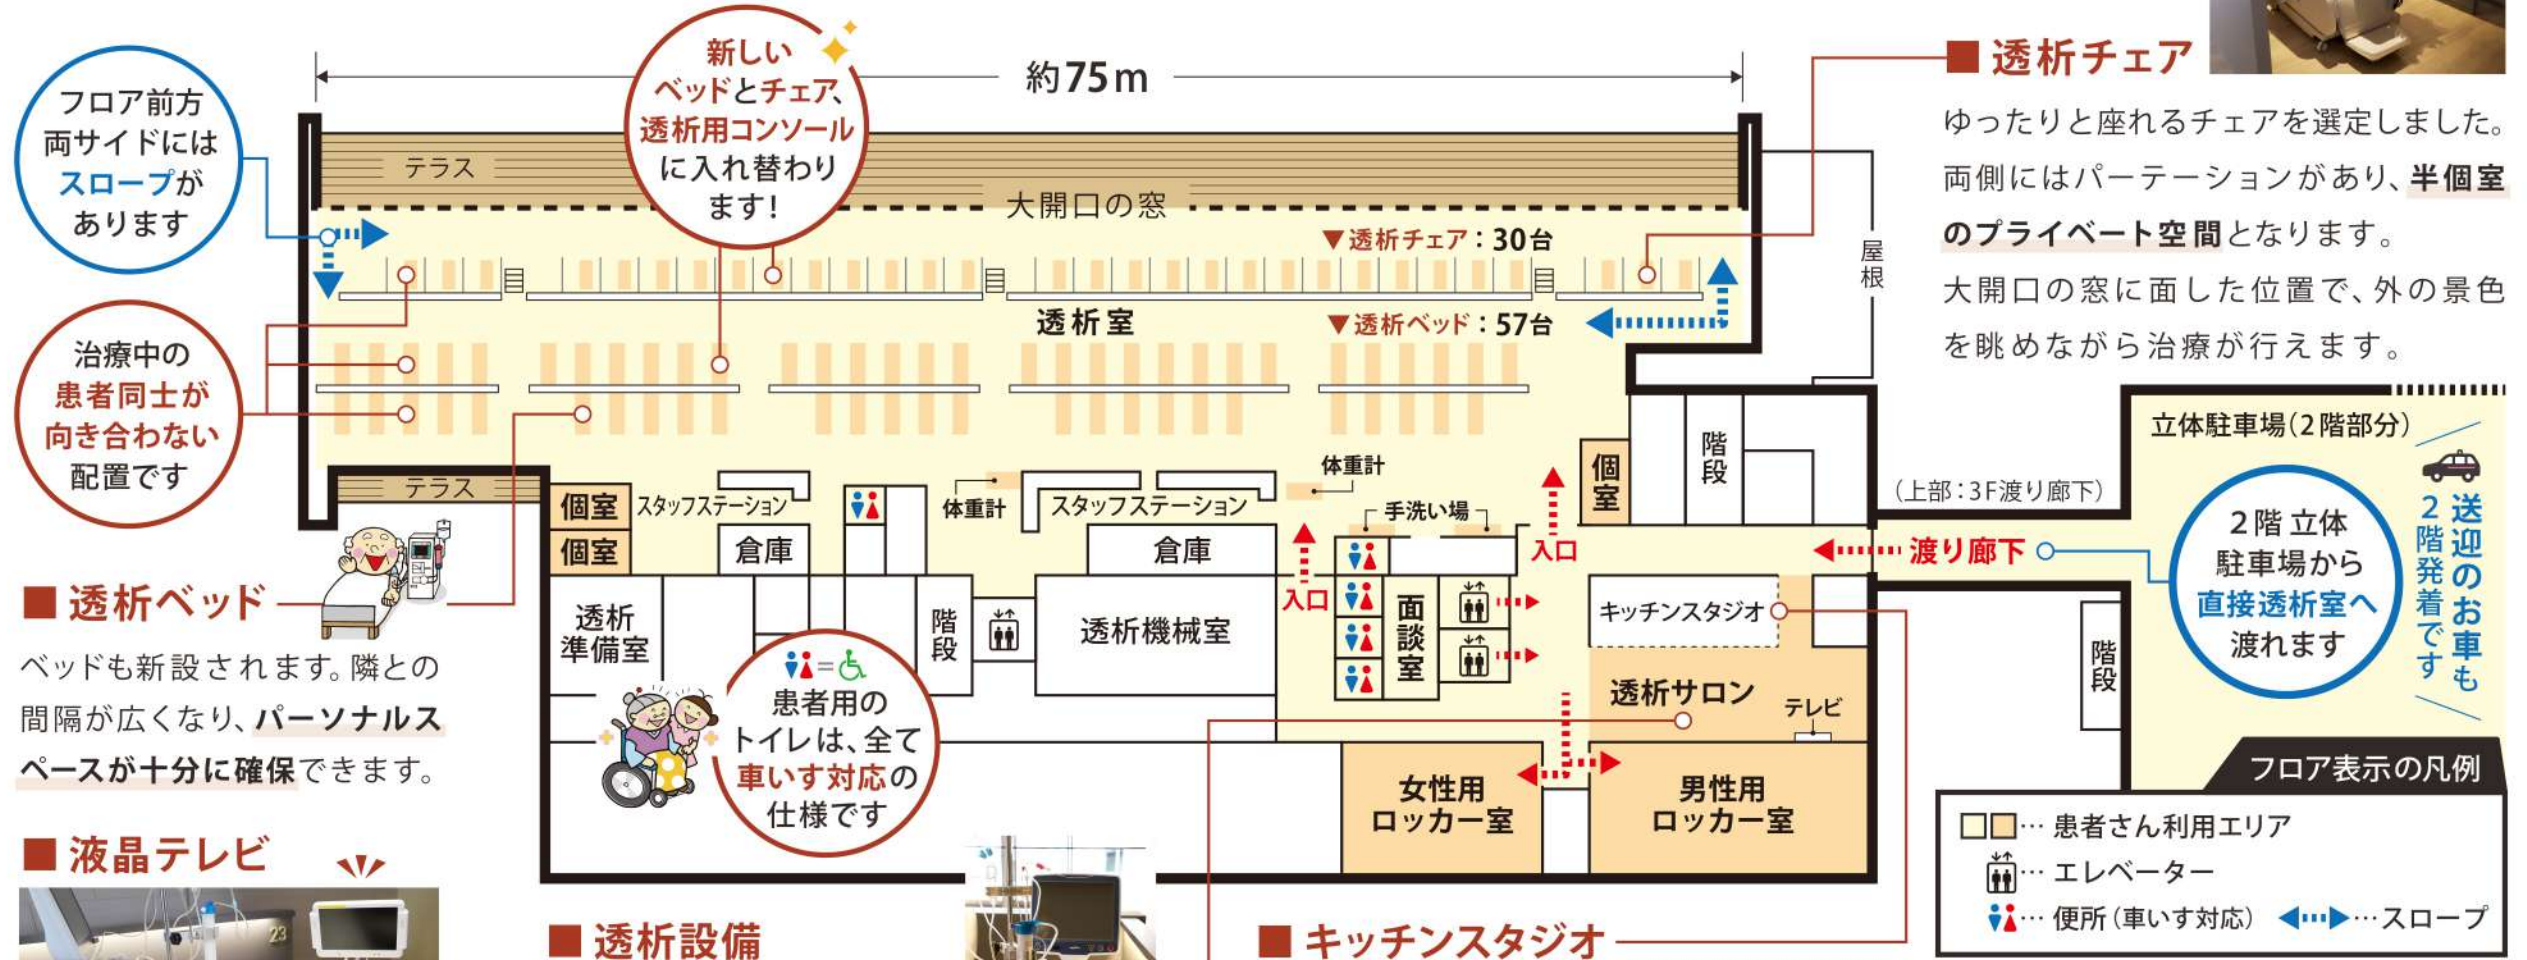 フロア前方
両サイドには
スロープが
あります
新しい
ベッドとチェア、
透析用コンソール
に入れ替わり
ます!
約75m
■ 透析チェア
ゆったりと座れるチェアを選定しました。
両側にはパーテーションがあり、半個室
のプライベート空間となります。
大開口の窓に面した位置で、外の景色
を眺めながら治療が行えます。
テラス
大開口の窓
▼透析チェア：30台
屋根
透析室
▼透析ベッド：57台
治療中の
患者同士が
向き合わない
配置です
テラス
個室
個室
スタッフステーション
倉庫
体重計
スタッフステーション
倉庫
体重計
手洗い場
入口
入口
個室
階段
(上部：3F渡り廊下)
渡り廊下
立体駐車場(2階部分)
2階 立体
駐車場から
直接透析室へ
渡れます
送迎のお車も
2階発着です
階段
透析
準備室
階段
透析機械室
面談室
キッチンスタジオ
透析サロン
テレビ
女性用
ロッカー室
男性用
ロッカー室
=
患者用の
トイレは、全て
車いす対応の
仕様です
■ 透析ベッド
ベッドも新設されます。隣との
間隔が広くなり、パーソナルス
ペースが十分に確保できます。
■ 液晶テレビ
23
■ 透析設備
■ キッチンスタジオ
フロア表示の凡例
… 患者さん利用エリア
… エレベーター
… 便所(車いす対応)
…スロープ